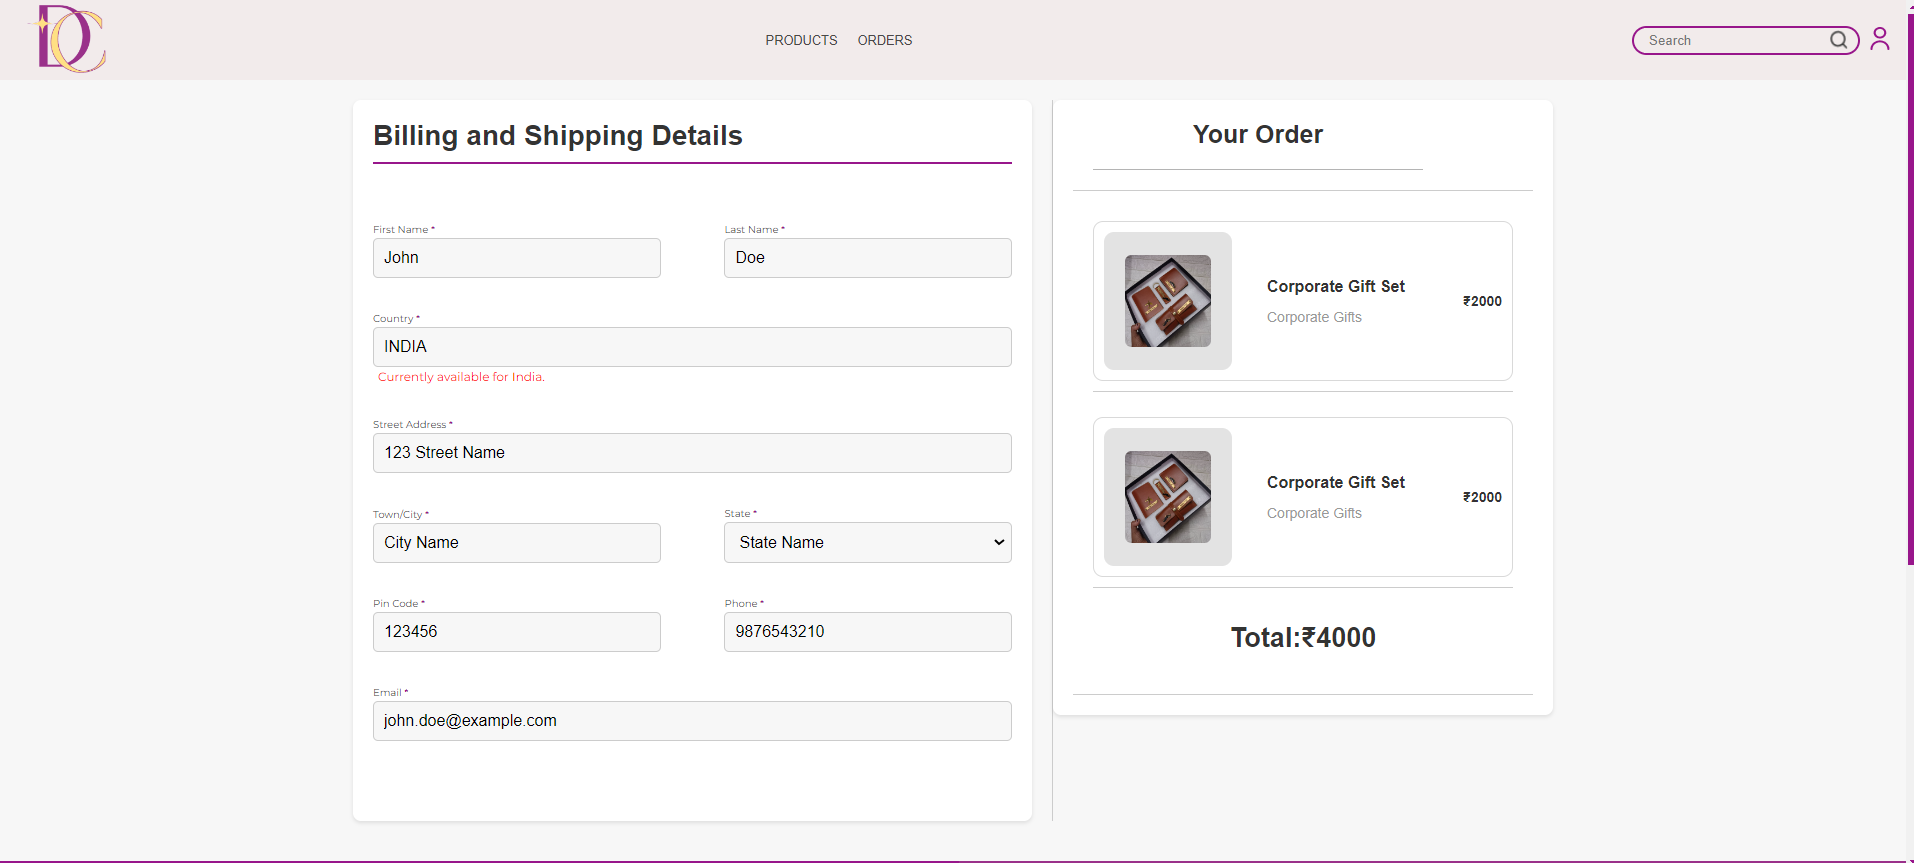 DC
PRODUCTS ORDERS
Search
Billing and Shipping Details
First Name *
John
Last Name *
Doe
Country *
INDIA
Currently available for India.
Street Address *
123 Street Name
Town/City *
City Name
State *
State Name
Pin Code *
123456
Phone *
9876543210
Email *
john.doe@example.com
Your Order
Corporate Gift Set
Corporate Gifts
₹2000
Corporate Gift Set
Corporate Gifts
₹2000
Total:₹4000